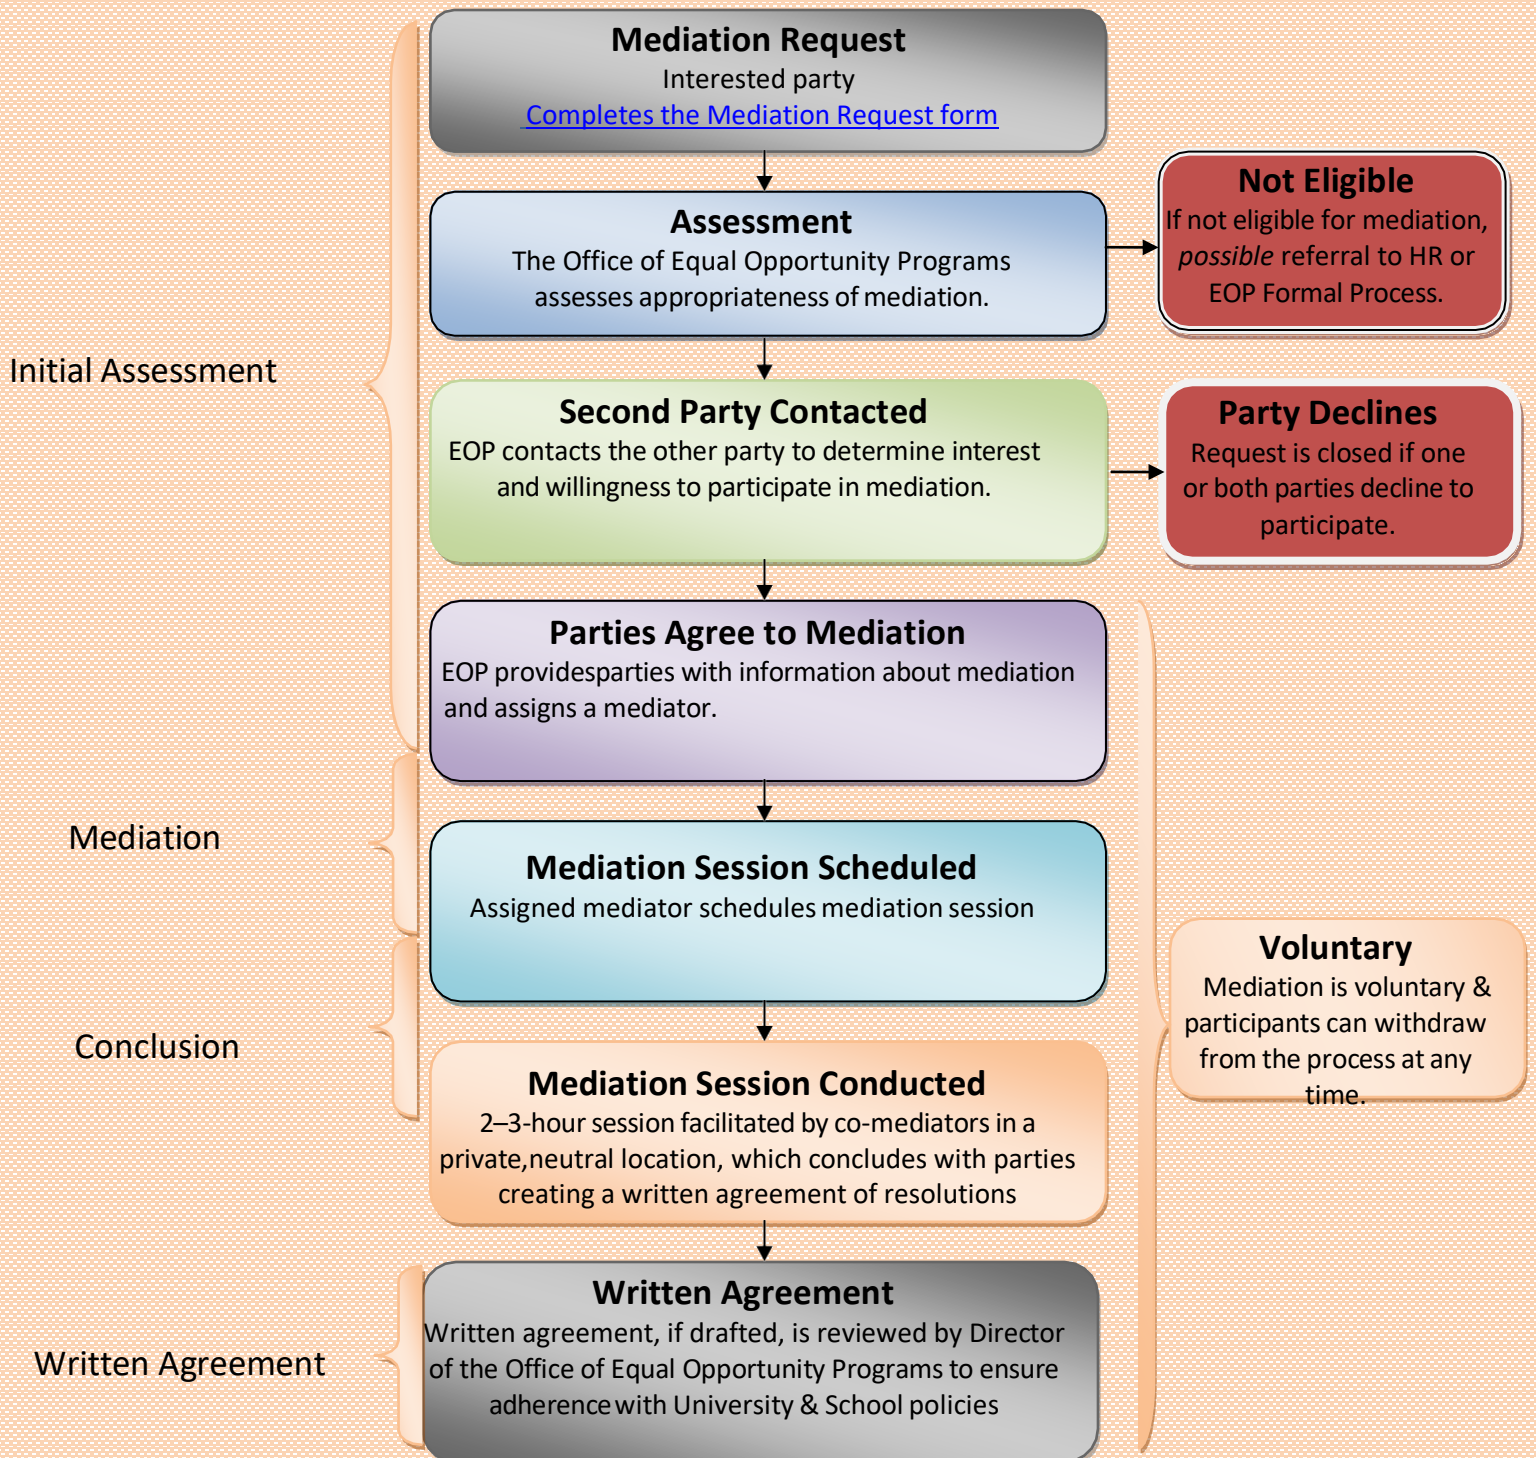 Mediation Request
Interested party
Completes the Mediation Request form
Assessment
The Office of Equal Opportunity Programs
assesses appropriateness of mediation.
Not Eligible
If not eligible for mediation,
possible referral to HR or
EOP Formal Process.
Initial Assessment
Second Party Contacted
EOP contacts the other party to determine interest
and willingness to participate in mediation.
Party Declines
Request is closed if one
or both parties decline to
participate.
Parties Agree to Mediation
EOP providesparties with information about mediation
and assigns a mediator.
Mediation
Mediation Session Scheduled
Assigned mediator schedules mediation session
Voluntary
Mediation is voluntary &
participants can withdraw
from the process at any
time.
Conclusion
Mediation Session Conducted
2–3-hour session facilitated by co-mediators in a
private,neutral location, which concludes with parties
creating a written agreement of resolutions
Written Agreement
Written Agreement
Written agreement, if drafted, is reviewed by Director
of the Office of Equal Opportunity Programs to ensure
adherence with University & School policies